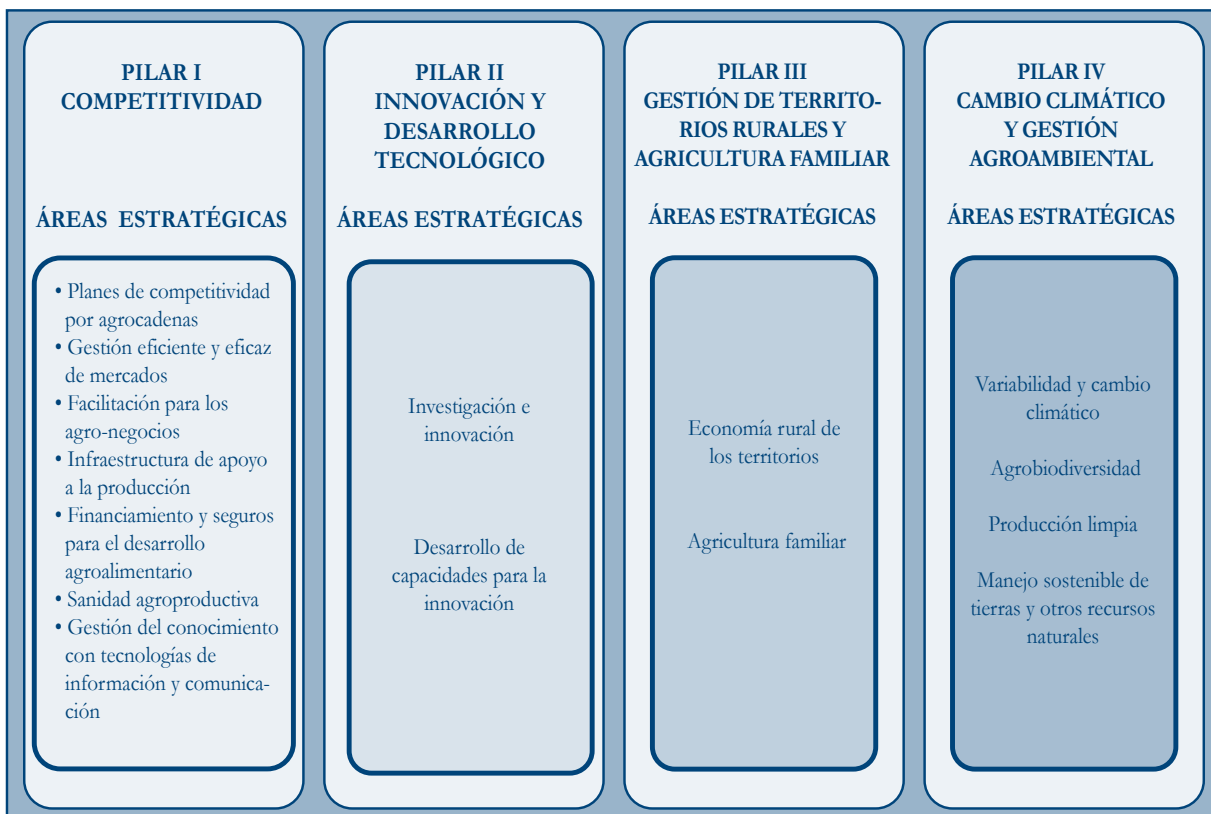 PILAR I
COMPETITIVIDAD
ÁREAS ESTRATÉGICAS
• Planes de competitividad
por agrocadenas
• Gestión eficiente y eficaz
de mercados
• Facilitación para los
agro-negocios
• Infraestructura de apoyo
a la producción
• Financiamiento y seguros
para el desarrollo
agroalimentario
• Sanidad agroproductiva
• Gestión del conocimiento
con tecnologías de
información y comunica-
ción
PILAR II
INNOVACIÓN Y
DESARROLLO
TECNOLÓGICO
ÁREAS ESTRATÉGICAS
Investigación e
innovación
Desarrollo de
capacidades para la
innovación
PILAR III
GESTIÓN DE TERRITO-
RIOS RURALES Y
AGRICULTURA FAMILIAR
ÁREAS ESTRATÉGICAS
Economía rural de
los territorios
Agricultura familiar
PILAR IV
CAMBIO CLIMÁTICO
Y GESTIÓN
AGROAMBIENTAL
ÁREAS ESTRATÉGICAS
Variabilidad y cambio
climático
Agrobiodiversidad
Producción limpia
Manejo sostenible de
tierras y otros recursos
naturales